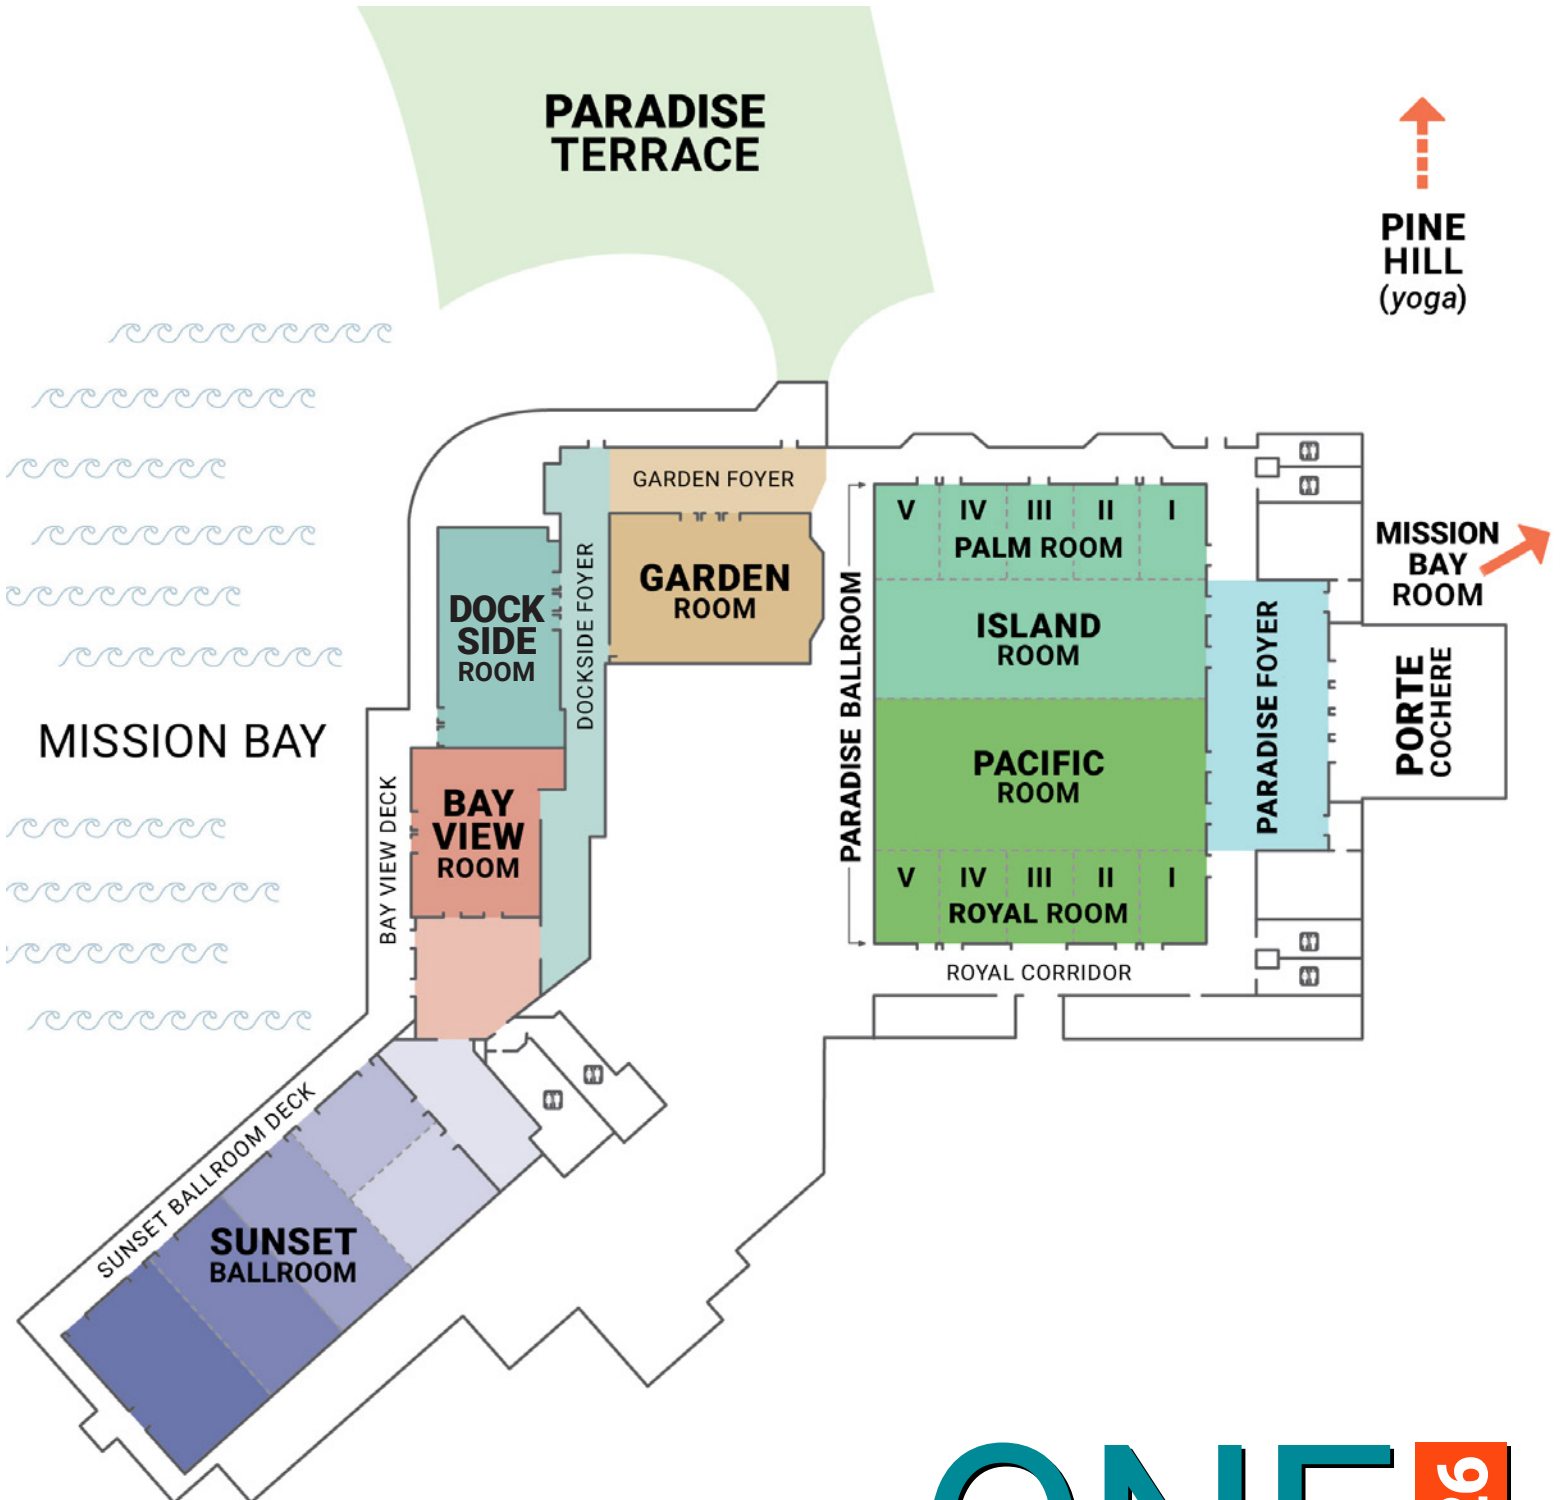 PARADISE
TERRACE
PINE
HILL
(yoga)
GARDEN FOYER
V IV III II I
PALM ROOM
MISSION
BAY
ROOM
GARDEN
ROOM
DOCK
SIDE
ROOM
DOCKSIDE FOYER
PARADISE BALLROOM
ISLAND
ROOM
PARADISE FOYER
PORTE
COCHERE
MISSION BAY
PACIFIC
ROOM
BAY VIEW DECK
BAY
VIEW
ROOM
V IV III II I
ROYAL ROOM
ROYAL CORRIDOR
SUNSET BALLROOM DECK
SUNSET
BALLROOM
ONE